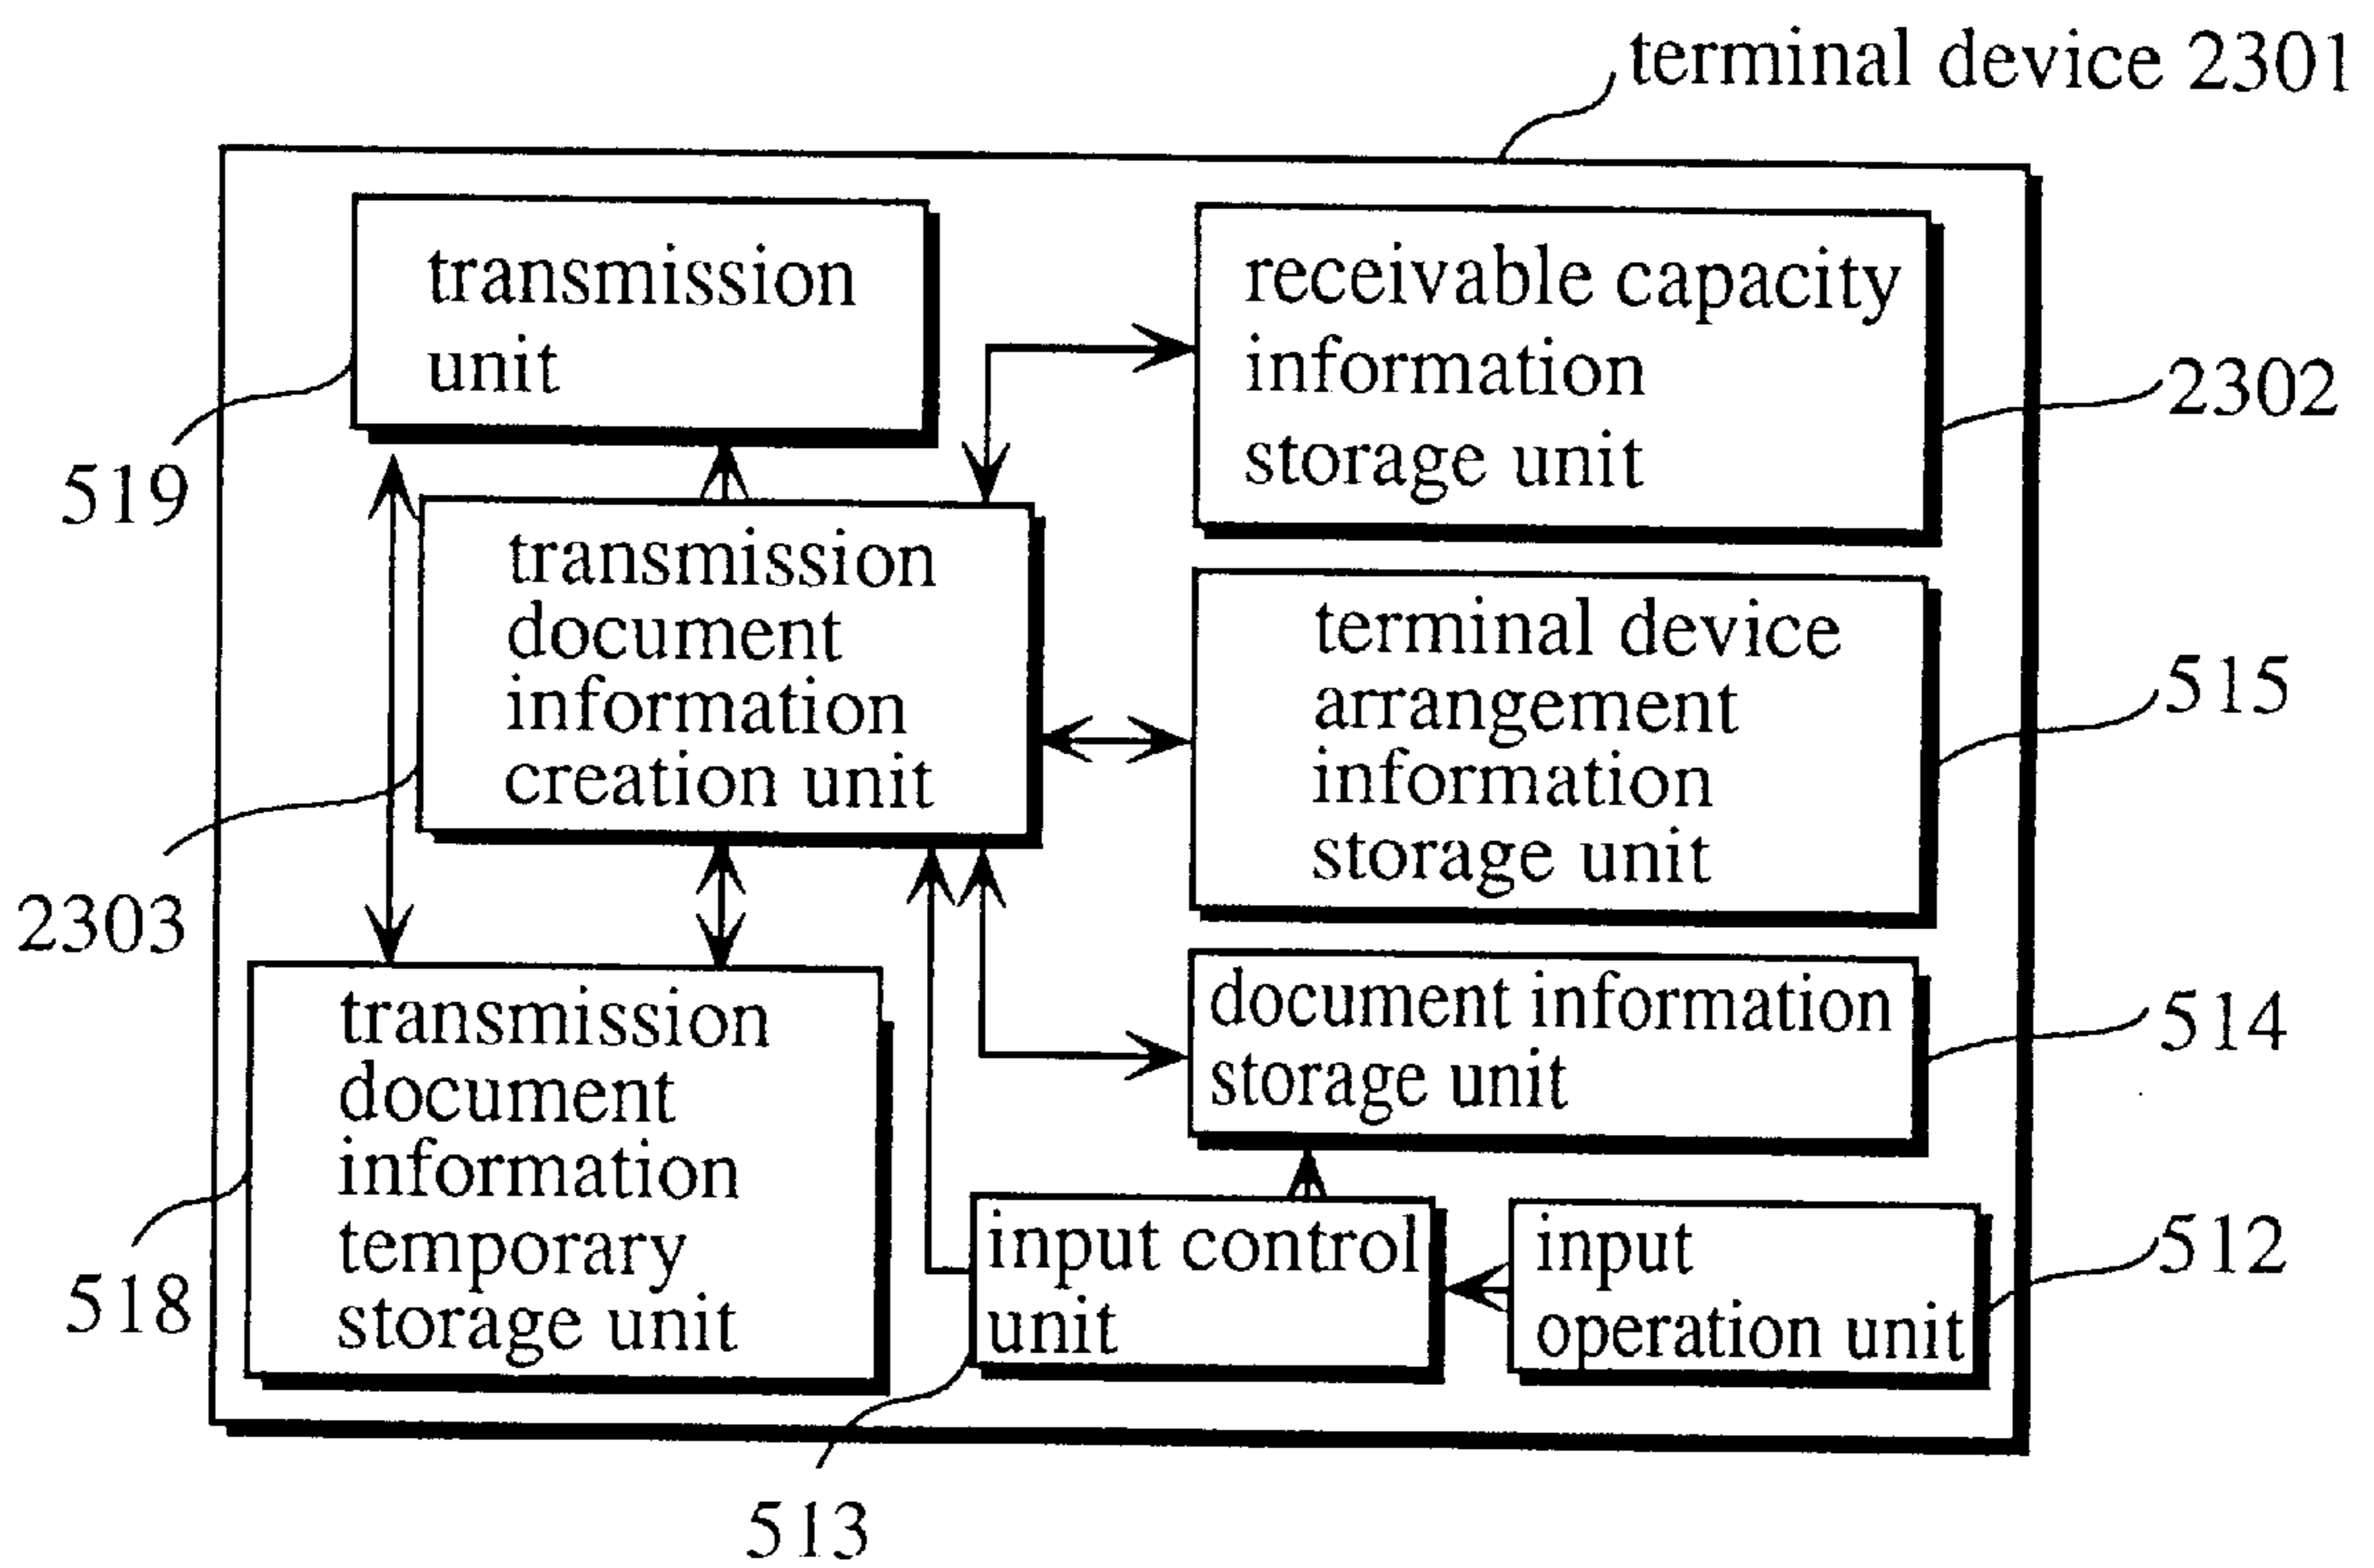 terminal device 2301
transmission
unit
519
receivable capacity
information
storage unit
2302
transmission
document
information
creation unit
2303
terminal device
arrangement
information
storage unit
515
document information
storage unit
514
transmission
document
information
temporary
storage unit
518
input control
unit
513
input
operation unit
512